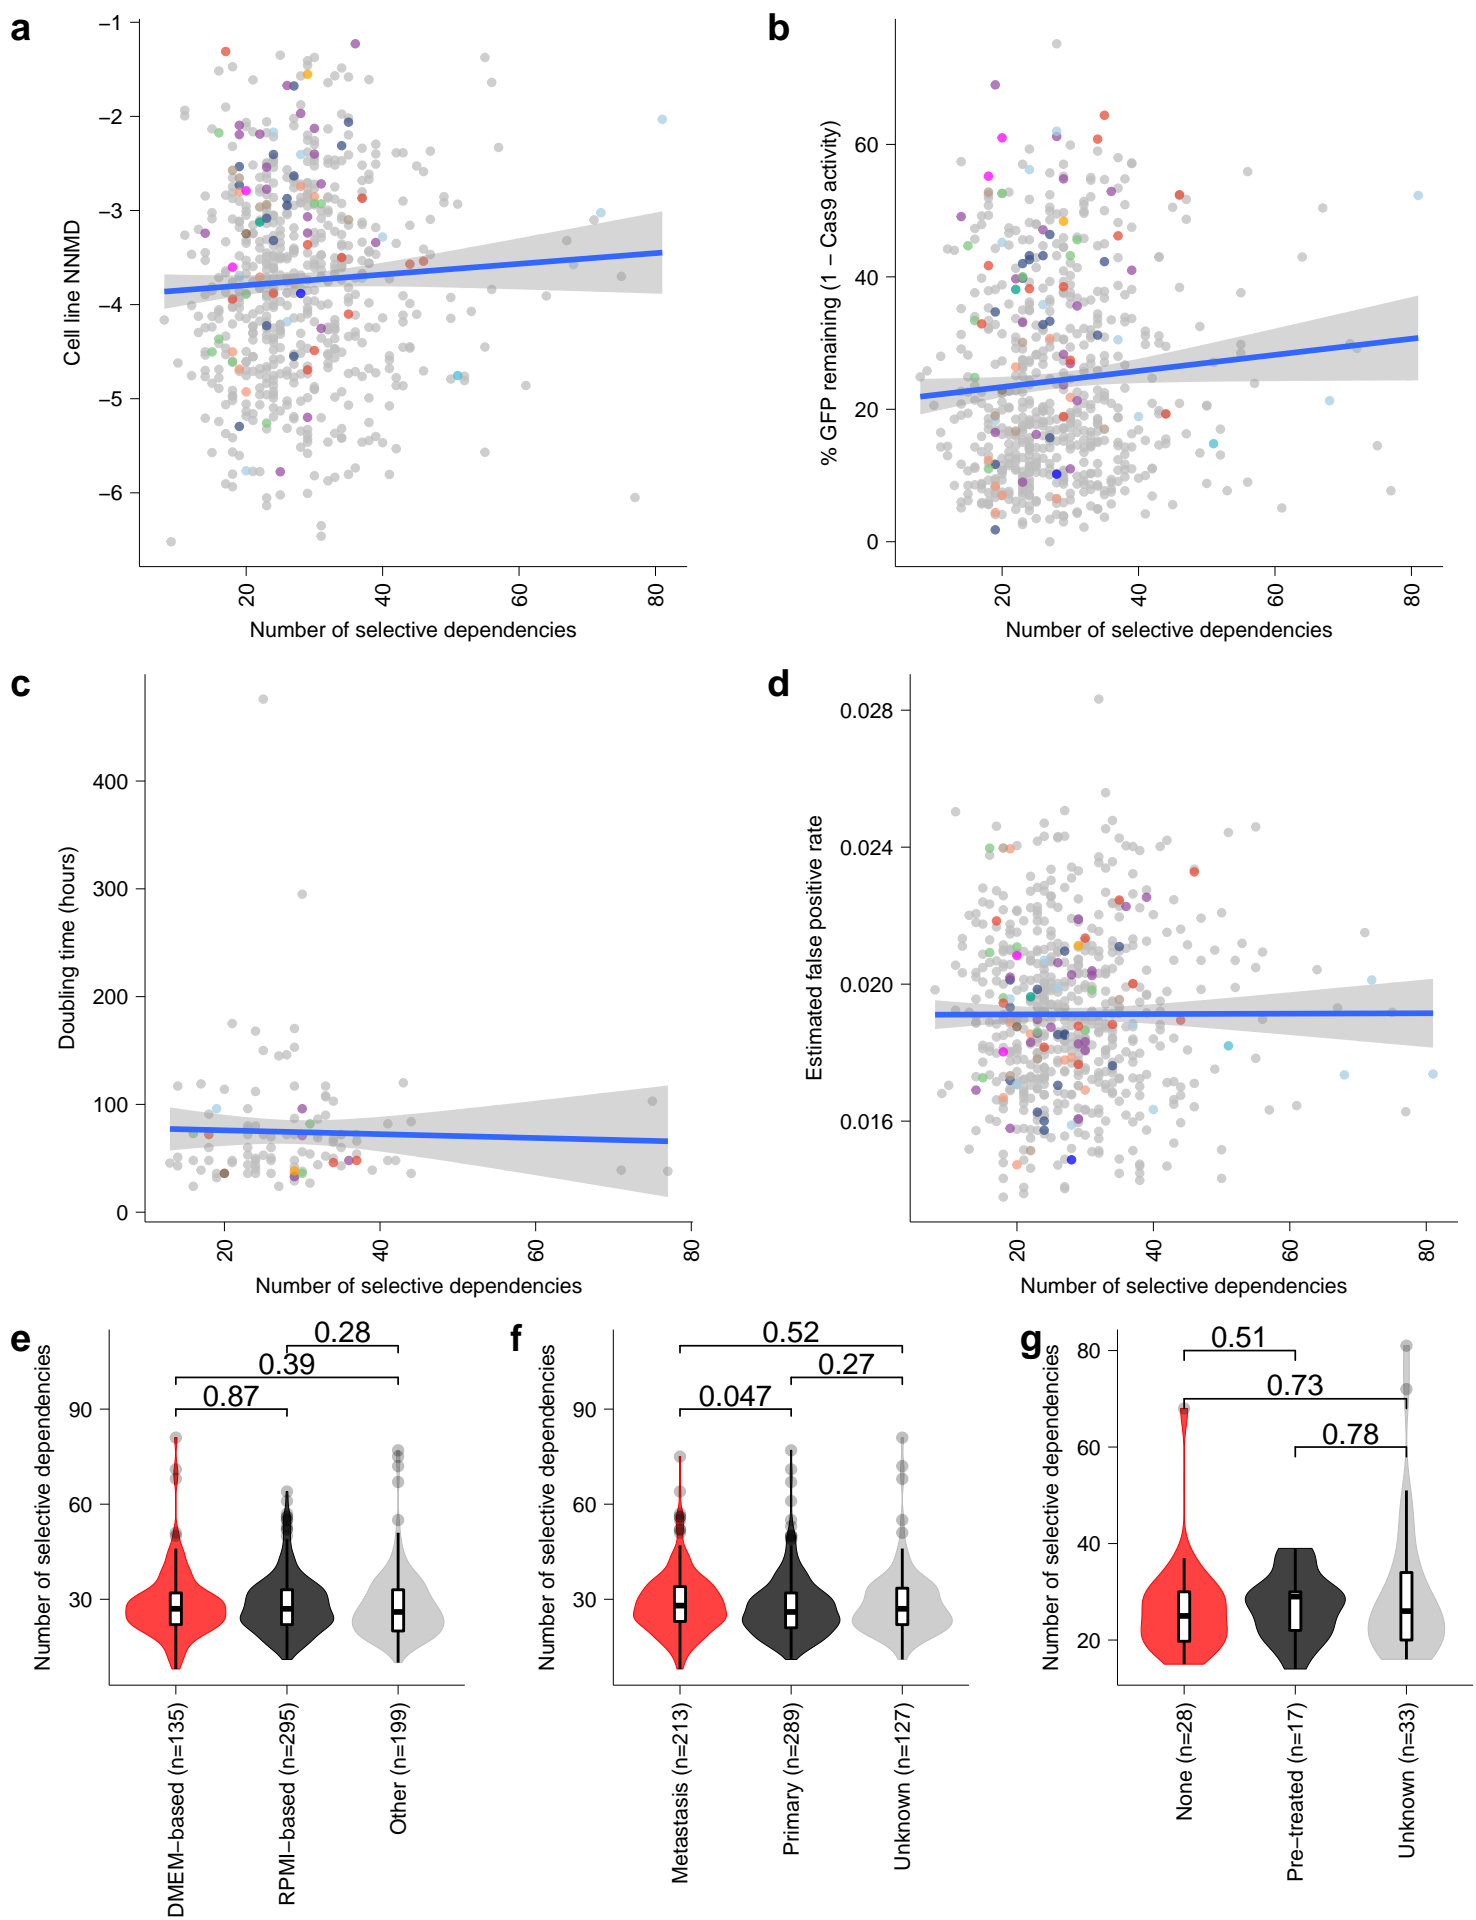 a
−1
−2
−3
−4
−5
−6
Cell line NNMD
20
40
60
80
Number of selective dependencies
b
60
40
20
0
% GFP remaining (1 − Cas9 activity)
20
40
60
80
Number of selective dependencies
c
400
300
200
100
0
Doubling time (hours)
20
40
60
80
Number of selective dependencies
d
0.028
0.024
0.020
0.016
Estimated false positive rate
20
40
60
80
Number of selective dependencies
e
0.28
0.39
0.87
90
60
30
Number of selective dependencies
DMEM−based (n=135)
RPMI−based (n=295)
Other (n=199)
f
0.52
0.27
0.047
90
60
30
Number of selective dependencies
Metastasis (n=213)
Primary (n=289)
Unknown (n=127)
g
0.51
0.73
0.78
80
60
40
20
Number of selective dependencies
None (n=28)
Pre−treated (n=17)
Unknown (n=33)